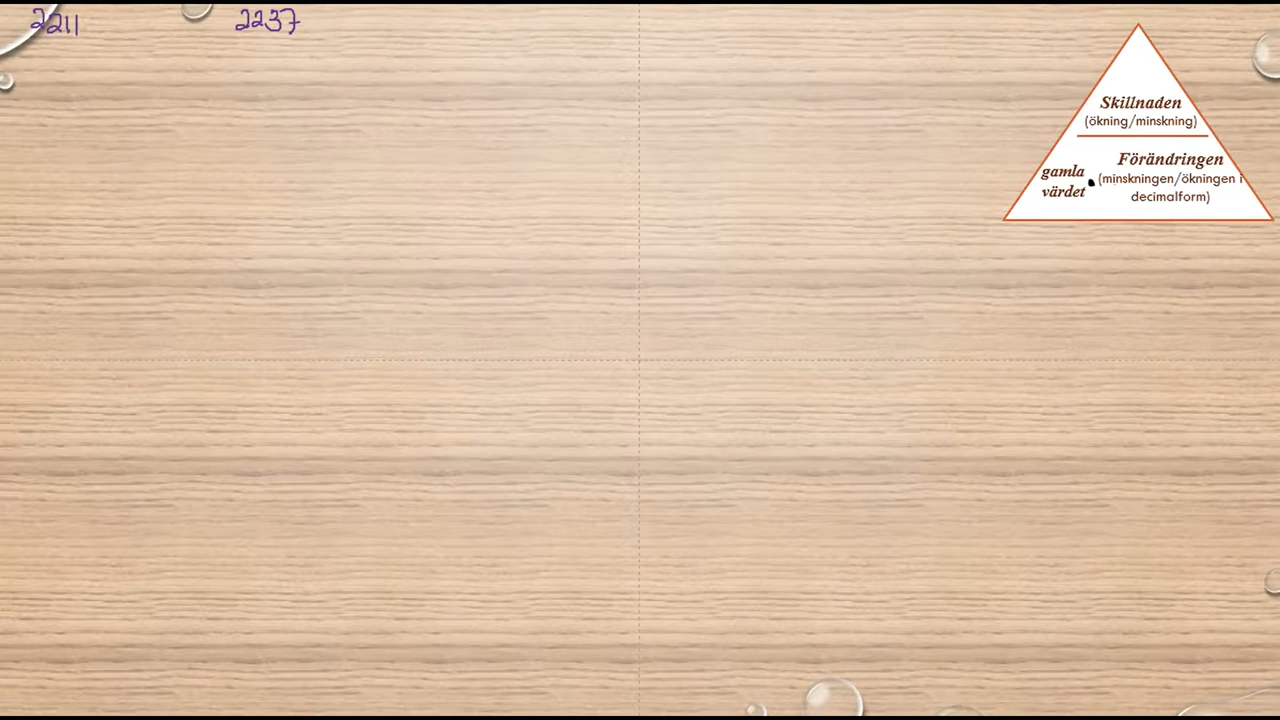 2211 2237
Skillnaden
(ökning/minskning)
Förändringen
gamla värdet • (minskningen/ökningen i decimalform)